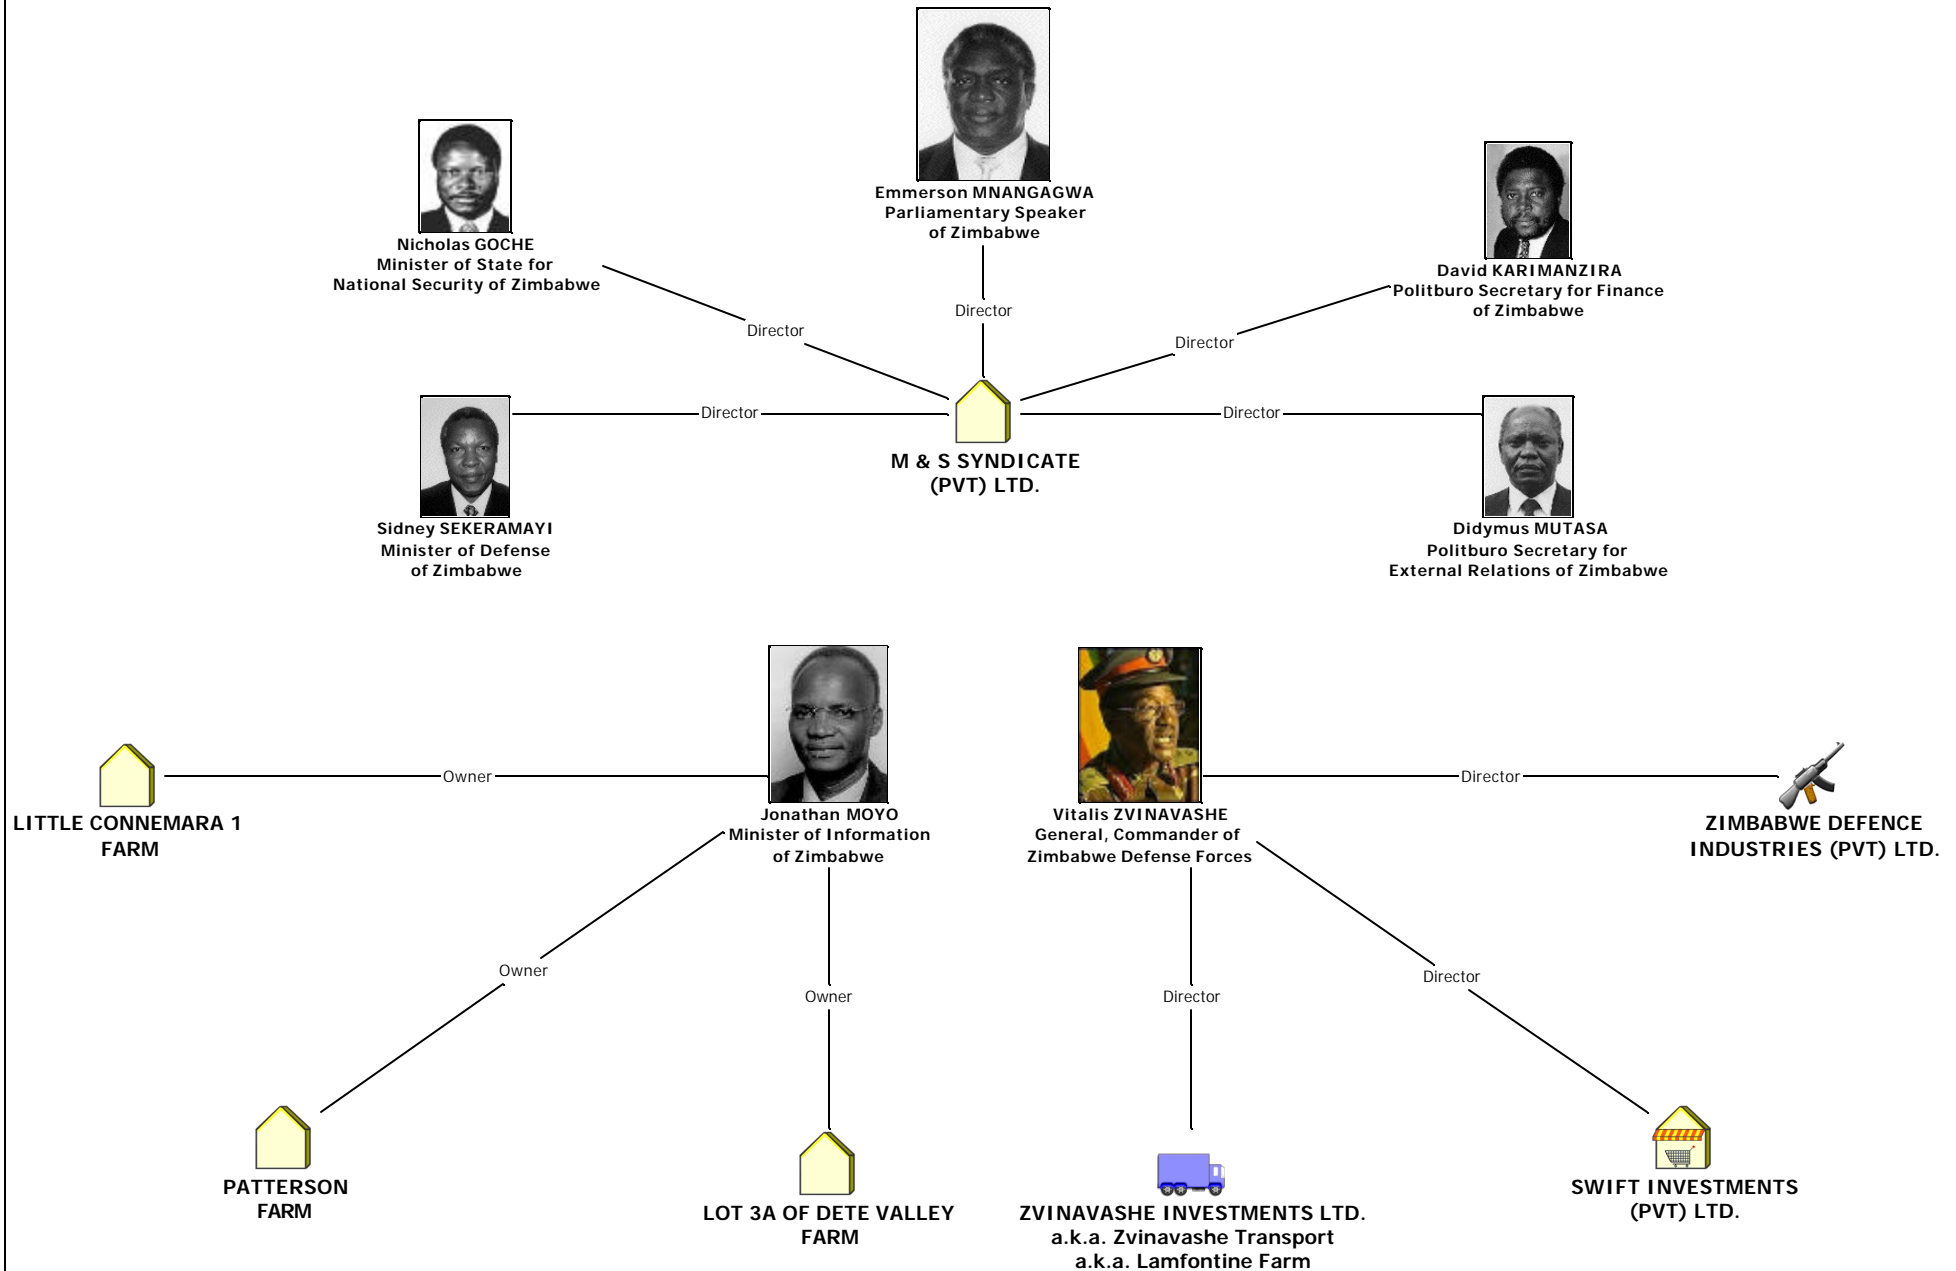 Emmerson MNANGAGWA
Parliamentary Speaker
of Zimbabwe
Nicholas GOCHE
Minister of State for
National Security of Zimbabwe
David KARIMANZIRA
Politburo Secretary for Finance
of Zimbabwe
Director
Director
Director
Director
Director
M & S SYNDICATE
(PVT) LTD.
Sidney SEKERAMAYI
Minister of Defense
of Zimbabwe
Didymus MUTASA
Politburo Secretary for
External Relations of Zimbabwe
Owner
LITTLE CONNEMARA 1
FARM
Jonathan MOYO
Minister of Information
of Zimbabwe
Vitalis ZVINAVASHE
General, Commander of
Zimbabwe Defense Forces
Director
ZIMBABWE DEFENCE
INDUSTRIES (PVT) LTD.
Owner
Owner
Director
Director
PATTERSON
FARM
LOT 3A OF DETE VALLEY
FARM
ZVINAVASHE INVESTMENTS LTD.
a.k.a. Zvinavashe Transport
a.k.a. Lamfontine Farm
SWIFT INVESTMENTS
(PVT) LTD.